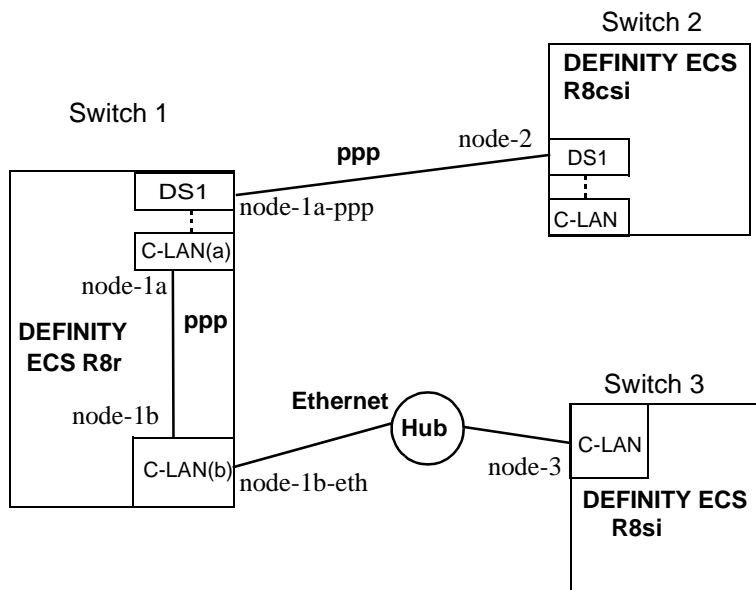 Switch 2
DEFINITY ECS
R8csi
Switch 1
node-2
ppp
DS1
DS1
node-1a-ppp
C-LAN
C-LAN(a)
node-1a
ppp
DEFINITY
ECS R8r
Switch 3
Ethernet
node-1b
Hub
C-LAN
node-3
C-LAN(b)
node-1b-eth
DEFINITY ECS
R8si